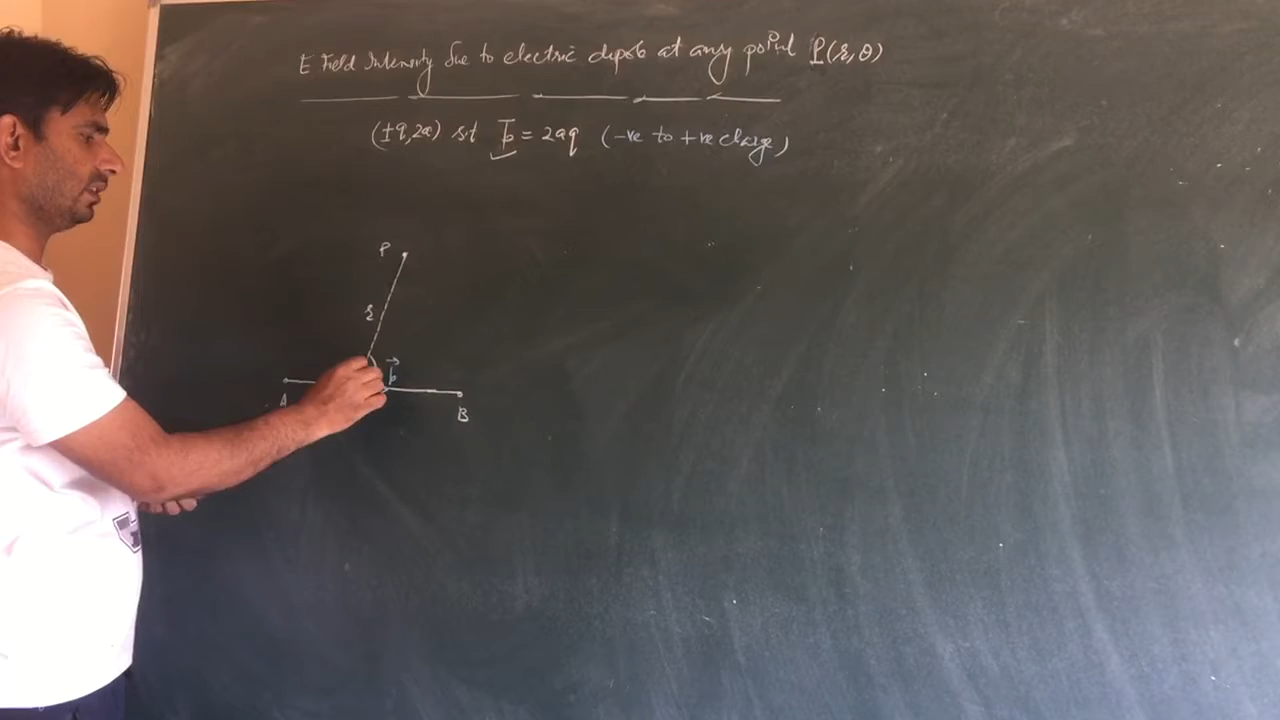 E Field Intensity due to electric dipole at any point P(r,θ)
(±q,2a) s.t p⃗ = 2aq (-ve to +ve charge)
P
r
p⃗
A
B